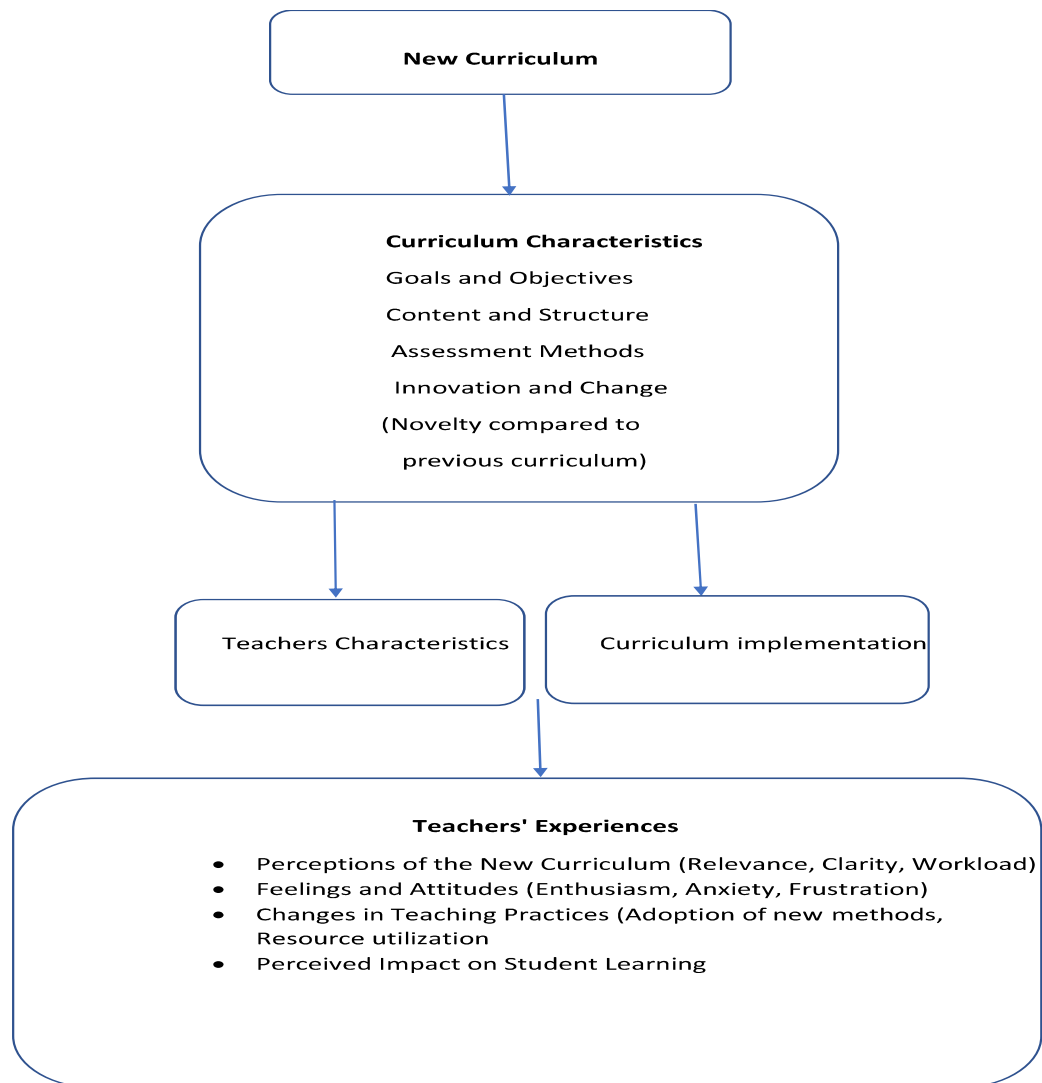 New Curriculum
Curriculum Characteristics
Goals and Objectives
Content and Structure
Assessment Methods
Innovation and Change
(Novelty compared to
previous curriculum)
Teachers Characteristics
Curriculum implementation
Teachers' Experiences
• Perceptions of the New Curriculum (Relevance, Clarity, Workload)
• Feelings and Attitudes (Enthusiasm, Anxiety, Frustration)
• Changes in Teaching Practices (Adoption of new methods,
Resource utilization
• Perceived Impact on Student Learning